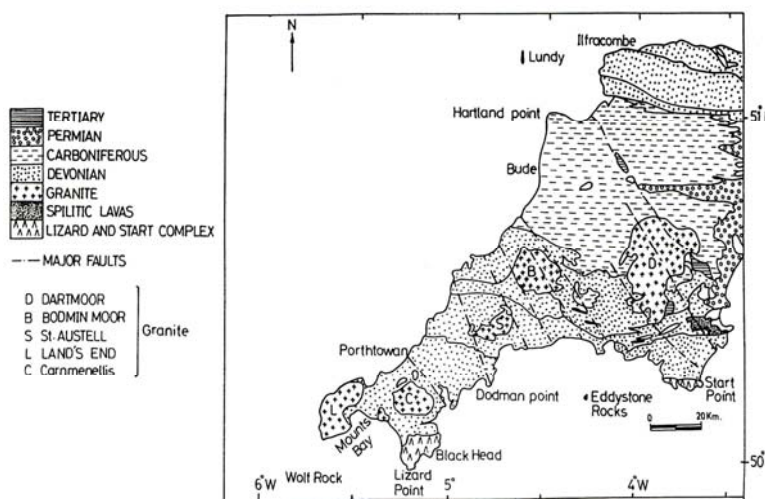 N
Ilfracombe
Lundy
Hartland point
51°
Bude
TERTIARY
PERMIAN
CARBONIFEROUS
DEVONIAN
GRANITE
SPILITIC LAVAS
LIZARD AND START COMPLEX
MAJOR FAULTS
D DARTMOOR
B BODMIN MOOR
S St. AUSTELL
L LAND'S END
C Carnmenellis
Granite
D
B
S
Porthtowan
L
C
Dodman point
Eddystone
Rocks
Start
Point
0 20 Km.
Mounts
Bay
Black Head
50°
Wolf Rock
Lizard
Point
6°W
5°
4°W